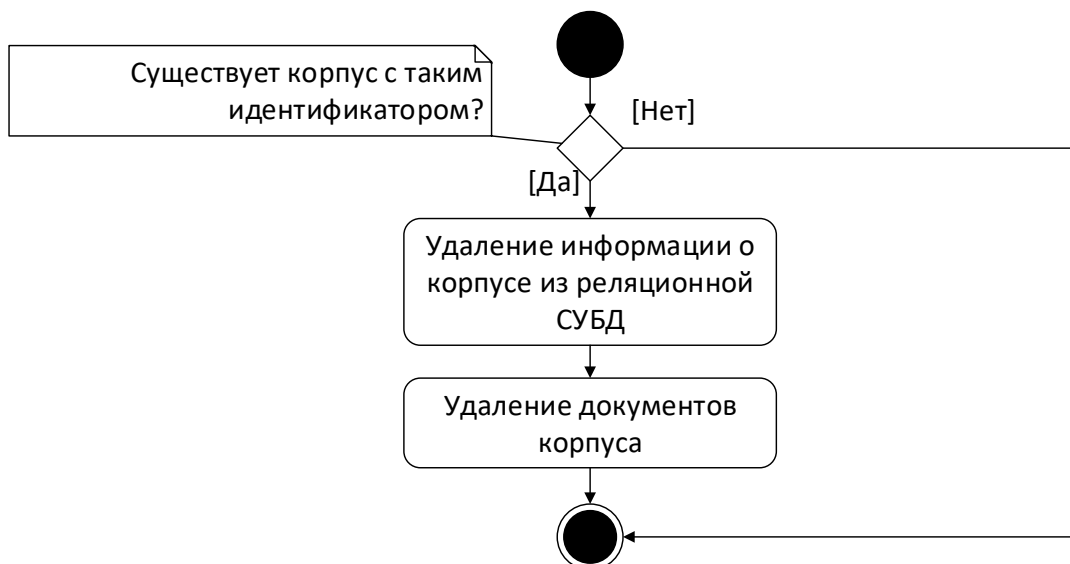 Существует корпус с таким
идентификатором?
[Нет]
[Да]
Удаление информации о
корпусе из реляционной
СУБД
Удаление документов
корпуса